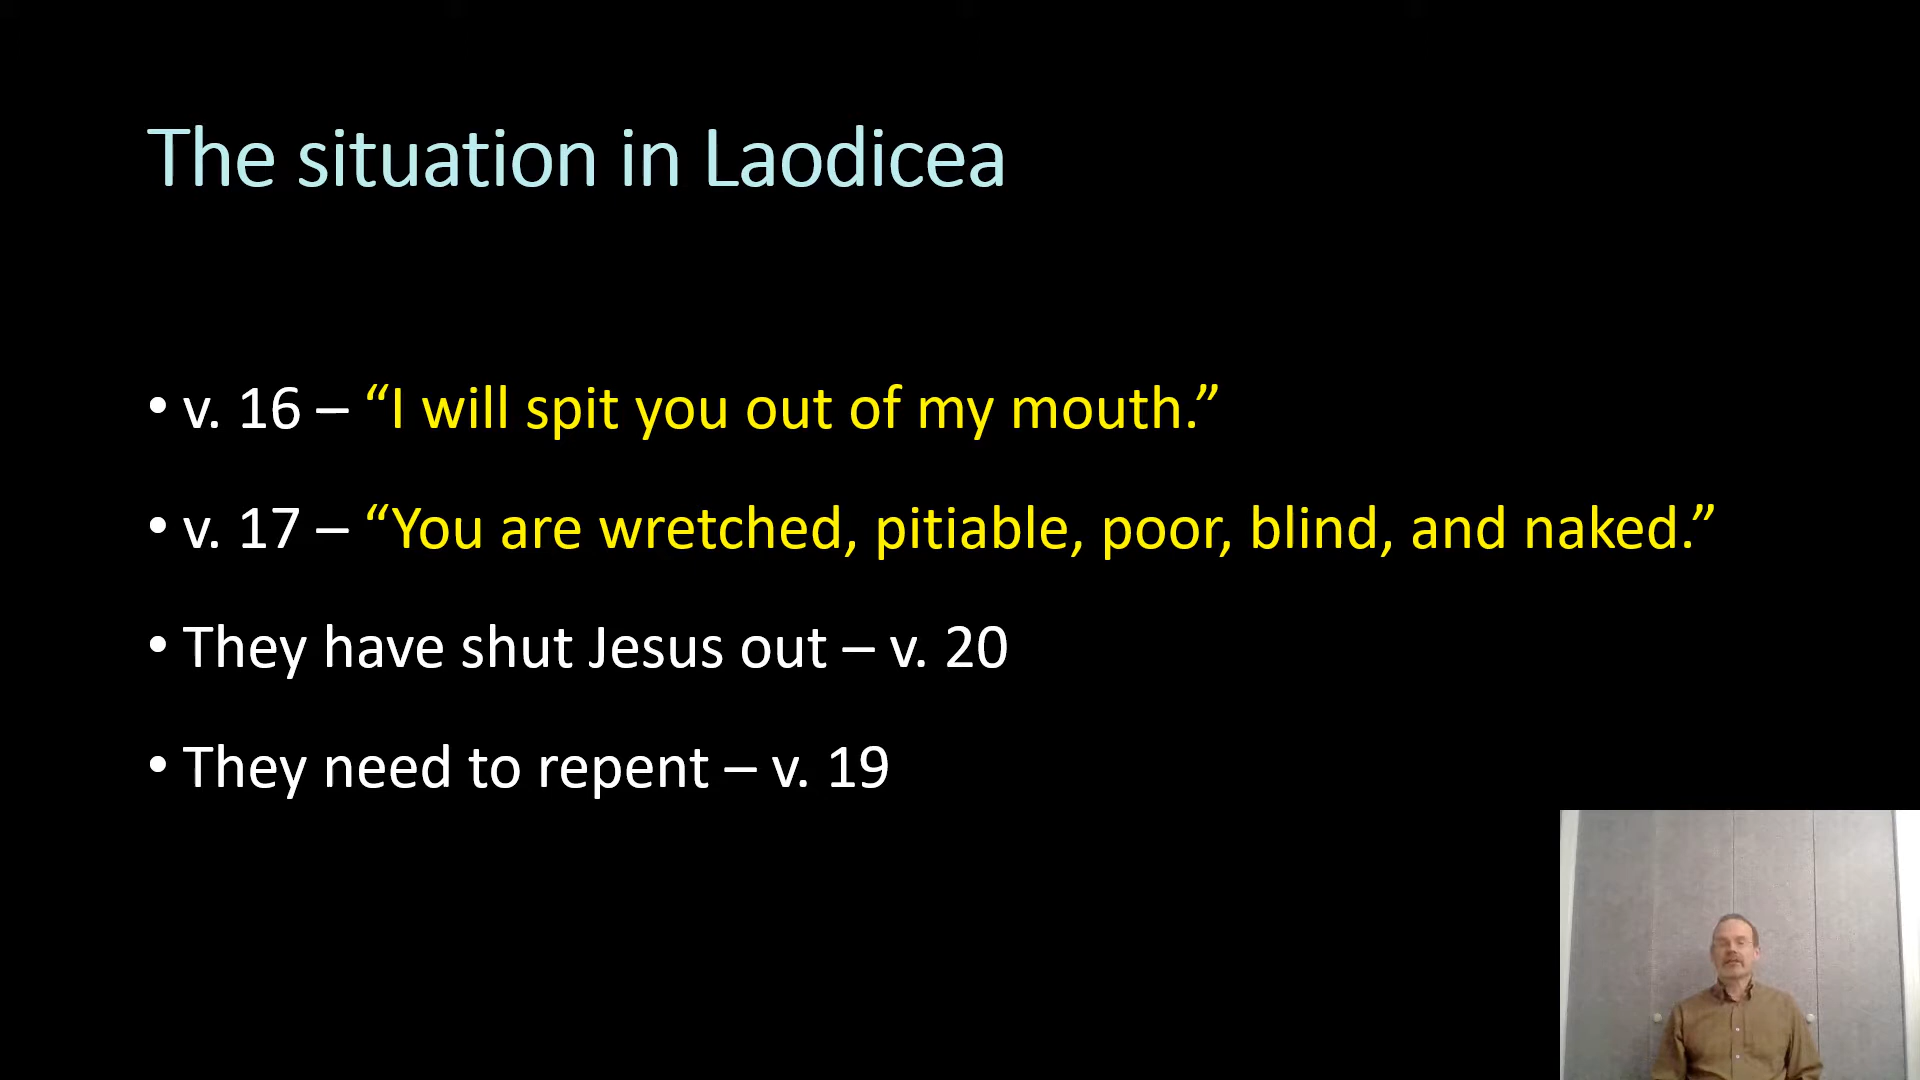 The situation in Laodicea
• v. 16 – “I will spit you out of my mouth.”
• v. 17 – “You are wretched, pitiable, poor, blind, and naked.”
• They have shut Jesus out – v. 20
• They need to repent – v. 19